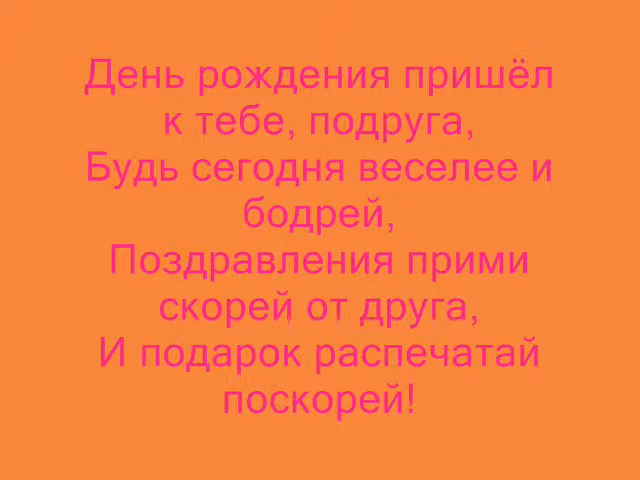 День рождения пришёл
к тебе, подруга,
Будь сегодня веселее и
бодрей,
Поздравления прими
скорей от друга,
И подарок распечатай
поскорей!